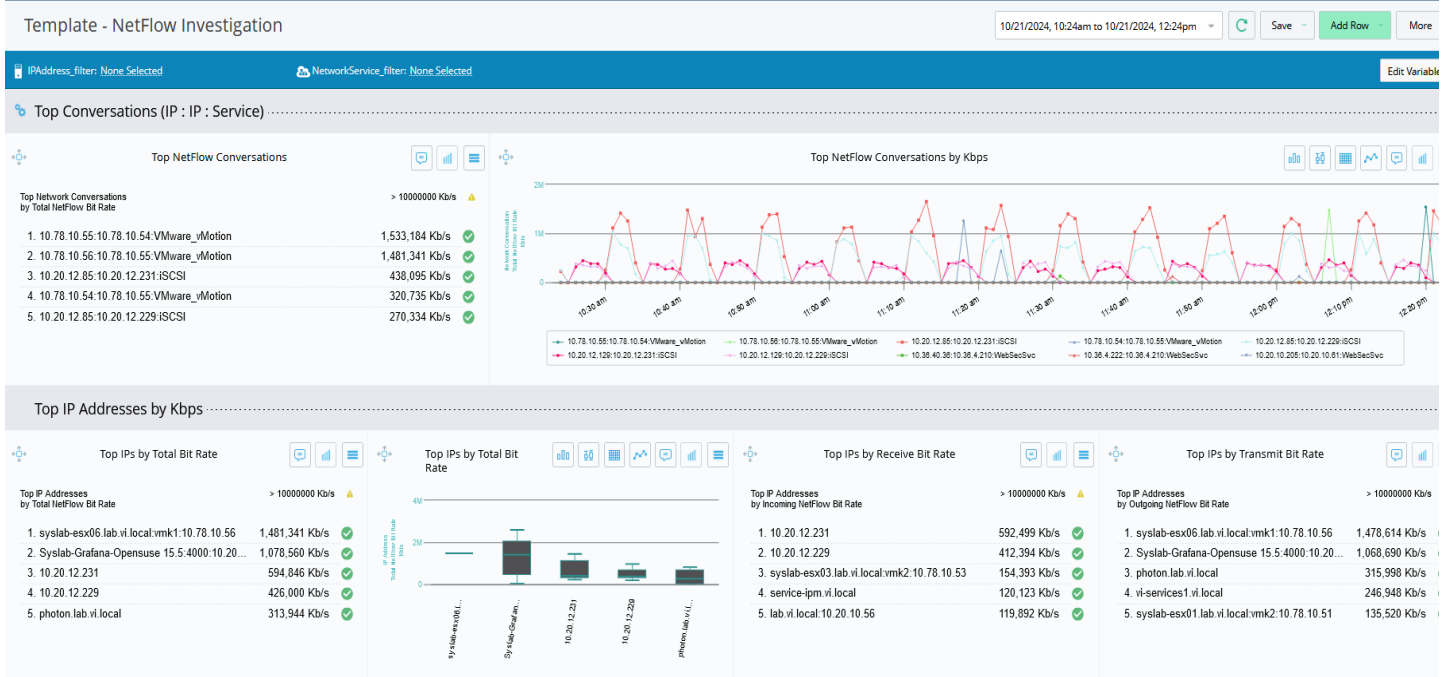 Template - NetFlow Investigation
10/21/2024, 10:24am to 10/21/2024, 12:24pm
Save
Add Row
More
IPAddress_filter: None Selected
NetworkService_filter: None Selected
Edit Variable
Top Conversations (IP : IP : Service)
Top NetFlow Conversations
Top Network Conversations
by Total NetFlow Bit Rate
> 10000000 Kb/s
1. 10.78.10.55:10.78.10.54:VMware_vMotion 1,533,184 Kb/s
2. 10.78.10.56:10.78.10.55:VMware_vMotion 1,481,341 Kb/s
3. 10.20.12.85:10.20.12.231:iSCSI 438,095 Kb/s
4. 10.78.10.54:10.78.10.55:VMware_vMotion 320,735 Kb/s
5. 10.20.12.85:10.20.12.229:iSCSI 270,334 Kb/s
Top NetFlow Conversations by Kbps
Network Conversation
Total NetFlow Bit Rate
Kb/s
2M
1M
0
10:30 am
10:40 am
10:50 am
11:00 am
11:10 am
11:20 am
11:30 am
11:40 am
11:50 am
12:00 pm
12:10 pm
12:20 pm
10.78.10.55:10.78.10.54:VMware_vMotion 10.78.10.56:10.78.10.55:VMware_vMotion 10.20.12.85:10.20.12.231:iSCSI 10.78.10.54:10.78.10.55:VMware_vMotion 10.20.12.85:10.20.12.229:iSCSI
10.20.12.129:10.20.12.231:iSCSI 10.20.12.129:10.20.12.229:iSCSI 10.36.40.36:10.36.4.210:WebSecSvc 10.36.4.222:10.36.4.210:WebSecSvc 10.20.10.205:10.20.10.61:WebSecSvc
Top IP Addresses by Kbps
Top IPs by Total Bit Rate
Top IP Addresses
by Total NetFlow Bit Rate
> 10000000 Kb/s
1. syslab-esx06.lab.vi.local:vmk1:10.78.10.56 1,481,341 Kb/s
2. Syslab-Grafana-Opensuse 15.5:4000:10.20... 1,078,560 Kb/s
3. 10.20.12.231 594,846 Kb/s
4. 10.20.12.229 426,000 Kb/s
5. photon.lab.vi.local 313,944 Kb/s
Top IPs by Total Bit
Rate
IP Address
Total NetFlow Bit Rate
Kb/s
4M
2M
0
syslab-esx06.l...
Syslab-Grafan...
10.20.12.231
10.20.12.229
photon.lab.vi.l...
Top IPs by Receive Bit Rate
Top IP Addresses
by Incoming NetFlow Bit Rate
> 10000000 Kb/s
1. 10.20.12.231 592,499 Kb/s
2. 10.20.12.229 412,394 Kb/s
3. syslab-esx03.lab.vi.local:vmk2:10.78.10.53 154,393 Kb/s
4. service-ipm.vi.local 120,123 Kb/s
5. lab.vi.local:10.20.10.56 119,892 Kb/s
Top IPs by Transmit Bit Rate
Top IP Addresses
by Outgoing NetFlow Bit Rate
> 10000000 Kb/s
1. syslab-esx06.lab.vi.local:vmk1:10.78.10.56 1,478,614 Kb/s
2. Syslab-Grafana-Opensuse 15.5:4000:10.20... 1,068,690 Kb/s
3. photon.lab.vi.local 315,998 Kb/s
4. vi-services1.vi.local 246,948 Kb/s
5. syslab-esx01.lab.vi.local:vmk2:10.78.10.51 135,520 Kb/s